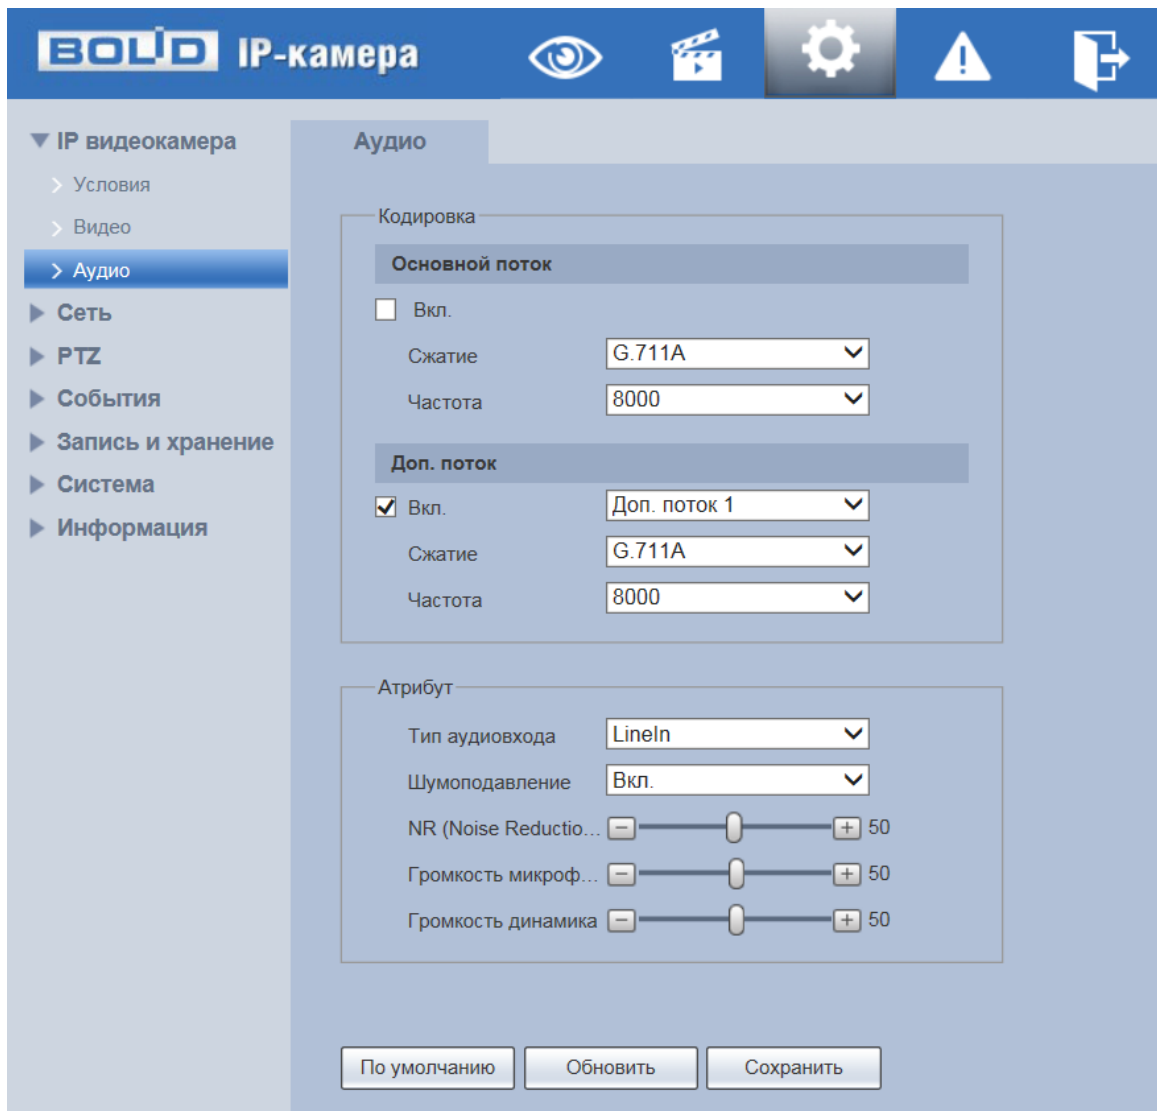 BOLID IP-камера
IP видеокамера
Условия
Видео
Аудио
Сеть
PTZ
События
Запись и хранение
Система
Информация
Аудио
Кодировка
Основной поток
Вкл.
Сжатие G.711A
Частота 8000
Доп. поток
Вкл. Доп. поток 1
Сжатие G.711A
Частота 8000
Атрибут
Тип аудиовхода LineIn
Шумоподавление Вкл.
NR (Noise Reductio... 50
Громкость микроф... 50
Громкость динамика 50
По умолчанию Обновить Сохранить